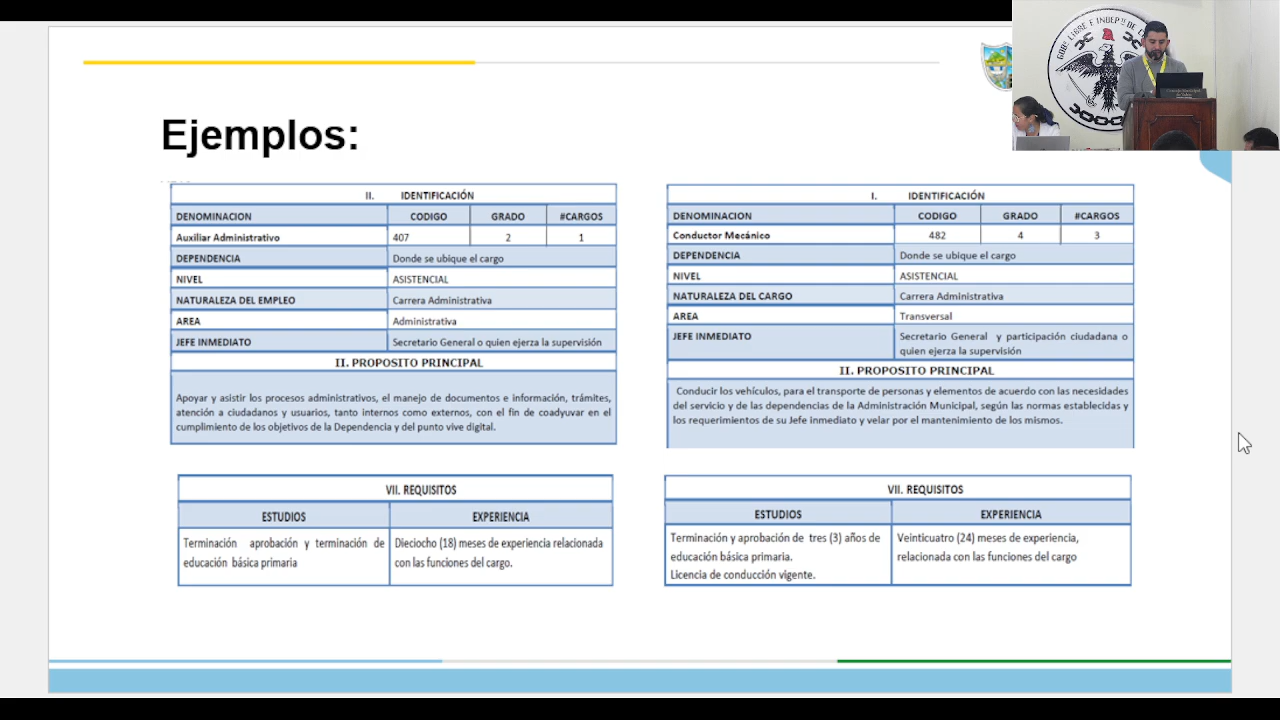 GOBE LIBRE E INDEP
Ejemplos:
II. IDENTIFICACIÓN
DENOMINACION CODIGO GRADO #CARGOS
Auxiliar Administrativo 407 2 1
DEPENDENCIA Donde se ubique el cargo
NIVEL ASISTENCIAL
NATURALEZA DEL EMPLEO Carrera Administrativa
AREA Administrativa
JEFE INMEDIATO Secretario General o quien ejerza la supervisión
II. PROPOSITO PRINCIPAL
Apoyar y asistir los procesos administrativos, el manejo de documentos e información, trámites,
atención a ciudadanos y usuarios, tanto internos como externos, con el fin de coadyuvar en el
cumplimiento de los objetivos de la Dependencia y del punto vive digital.
VII. REQUISITOS
ESTUDIOS EXPERIENCIA
Terminación aprobación y terminación de Dieciocho (18) meses de experiencia relacionada
educación básica primaria con las funciones del cargo.
I. IDENTIFICACIÓN
DENOMINACION CODIGO GRADO #CARGOS
Conductor Mecánico 482 4 3
DEPENDENCIA Donde se ubique el cargo
NIVEL ASISTENCIAL
NATURALEZA DEL CARGO Carrera Administrativa
AREA Transversal
JEFE INMEDIATO Secretario General y participación ciudadana o
quien ejerza la supervisión
II. PROPOSITO PRINCIPAL
Conducir los vehículos, para el transporte de personas y elementos de acuerdo con las necesidades
del servicio y de las dependencias de la Administración Municipal, según las normas establecidas y
los requerimientos de su Jefe inmediato y velar por el mantenimiento de los mismos.
VII. REQUISITOS
ESTUDIOS EXPERIENCIA
Terminación y aprobación de tres (3) años de Veinticuatro (24) meses de experiencia,
educación básica primaria. relacionada con las funciones del cargo
Licencia de conducción vigente.